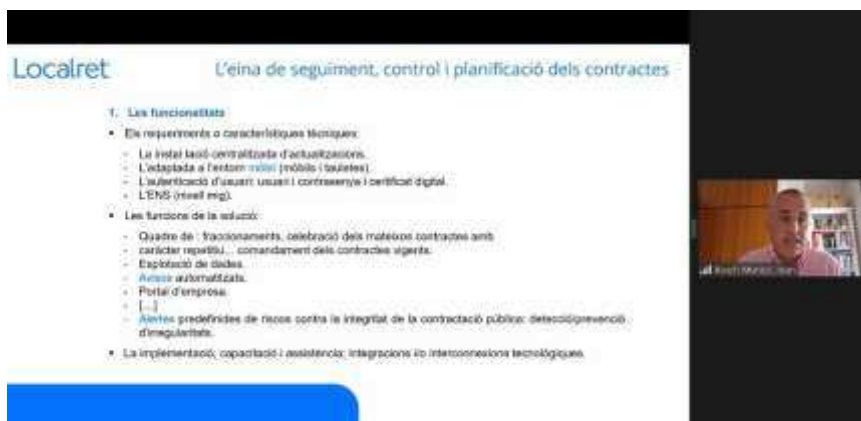 Localret
L'eina de seguiment, control i planificació dels contractes
1. Les funcionalitats
• Els requeriments o característiques tècniques:
- La instal·lació centralitzada d'actualitzacions.
- L'adaptada a l'entorn mòbil (mòbils i tauletes).
- L'autenticació d'usuari: usuari i contrasenya i certificat digital.
- L'ENS (nivell mig).
• Les funcions de la solució:
- Quadre de : fraccionaments, celebració dels mateixos contractes amb
caràcter repetitiu... comandament dels contractes vigents.
- Explotació de dades.
- Avisos automatitzats.
- Portal d'empresa.
- [...]
- Alertes predefinides de riscos contra la integritat de la contractació pública: detecció/prevenció
d'irregularitats.
• La implementació, capacitació i assistència; integracions i/o interconnexions tecnològiques.